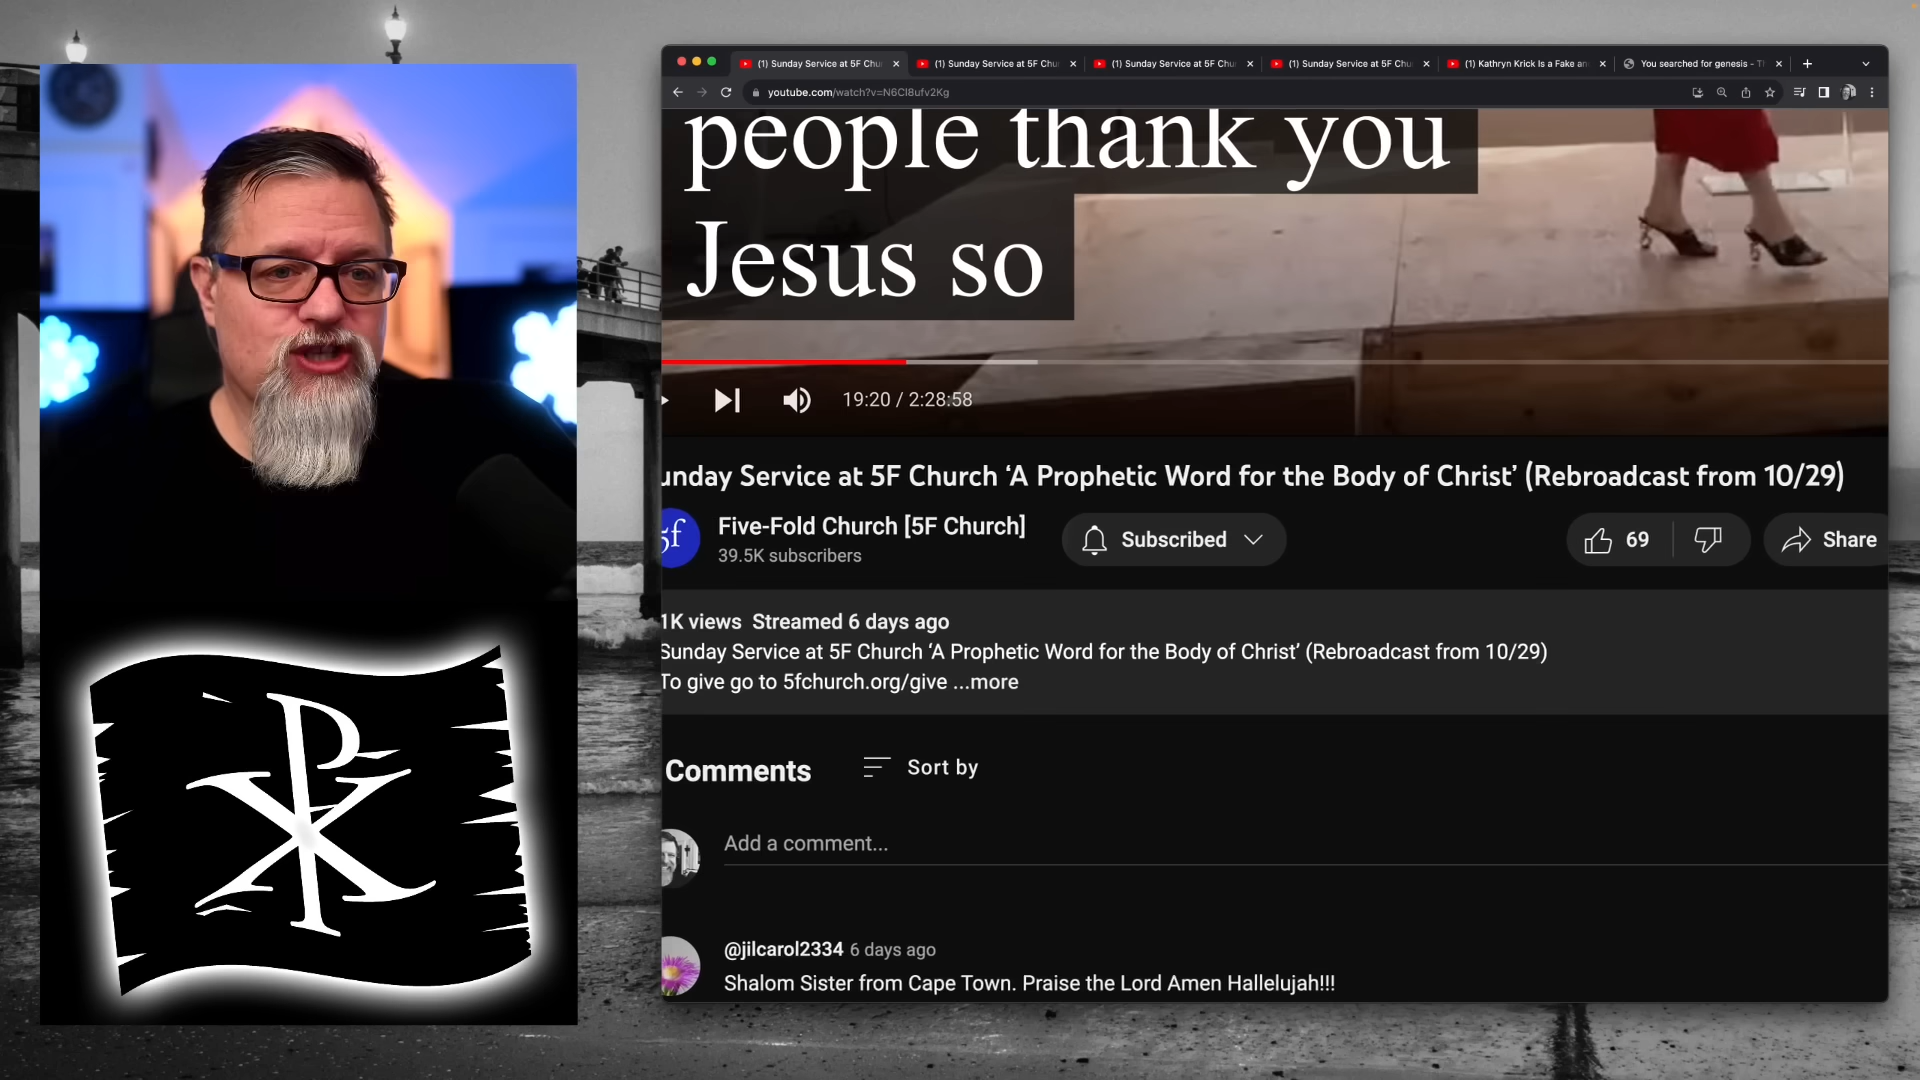 (1) Sunday Service at 5F Chu
(1) Sunday Service at 5F Chu
(1) Sunday Service at 5F Chu
(1) Sunday Service at 5F Chu
(1) Kathryn Krick Is a Fake an
You searched for genesis - T
youtube.com/watch?v=N6Cl8ufv2Kg
people thank you
Jesus so
19:20 / 2:28:58
unday Service at 5F Church ‘A Prophetic Word for the Body of Christ’ (Rebroadcast from 10/29)
5f
Five-Fold Church [5F Church]
39.5K subscribers
Subscribed
69
Share
1K views Streamed 6 days ago
Sunday Service at 5F Church ‘A Prophetic Word for the Body of Christ’ (Rebroadcast from 10/29)
To give go to 5fchurch.org/give ...more
Comments
Sort by
Add a comment...
@jilcarol2334 6 days ago
Shalom Sister from Cape Town. Praise the Lord Amen Hallelujah!!!